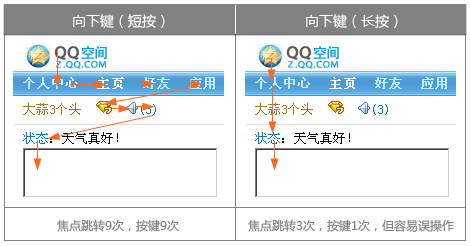 向下键（短按）
向下键（长按）
QQ空间
Z.QQ.COM
个人中心 主页 好友 应用
大蒜3个头 (3)
状态：天气真好！
QQ空间
Z.QQ.COM
个人中心 主页 好友 应用
大蒜3个头 (3)
状态：天气真好！
焦点跳转9次，按键9次
焦点跳转3次，按键1次，但容易误操作